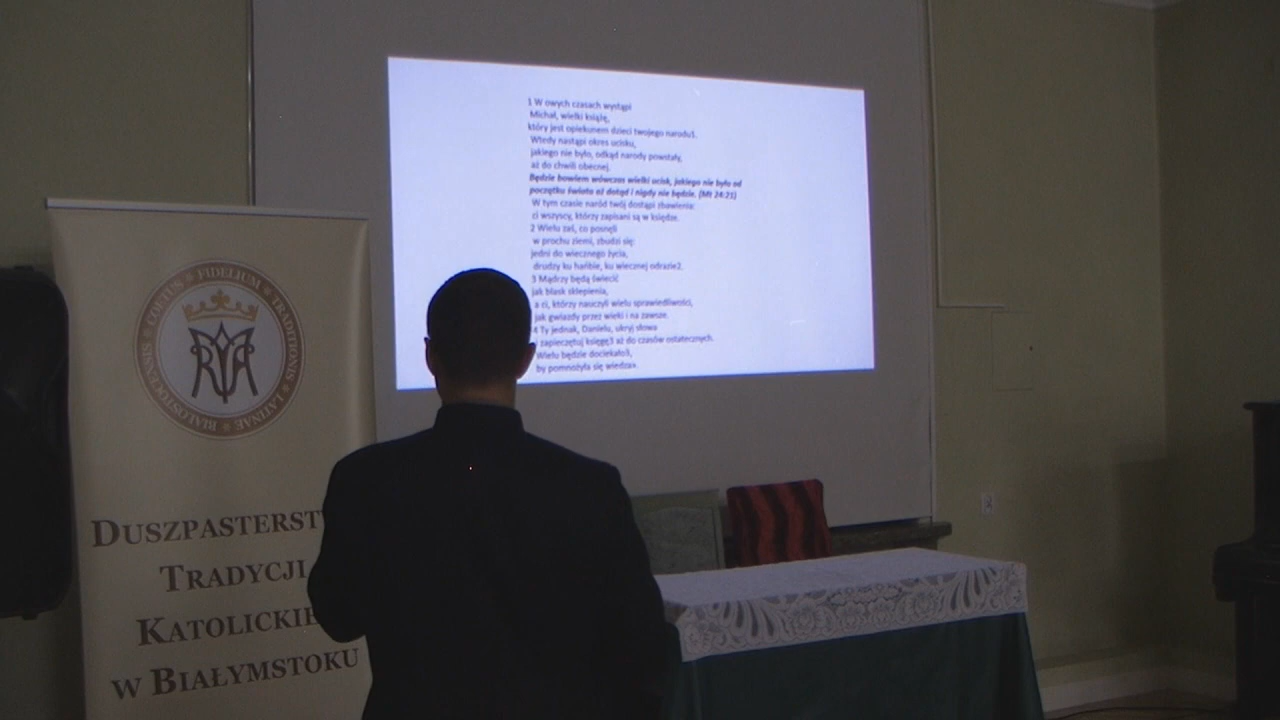 1 W owych czasach wystąpi
Michał, wielki książę,
który jest opiekunem dzieci twojego narodu1.
Wtedy nastąpi okres ucisku,
jakiego nie było, odkąd narody powstały,
aż do chwili obecnej.
Będzie bowiem wówczas wielki ucisk, jakiego nie było od
początku świata aż dotąd i nigdy nie będzie. (Mt 24:21)
W tym czasie naród twój dostąpi zbawienia:
ci wszyscy, którzy zapisani są w księdze.
2 Wielu zaś, co posnęli
w prochu ziemi, zbudzi się:
jedni do wiecznego życia,
drudzy ku hańbie, ku wiecznej odrazie2.
3 Mądrzy będą świecić
jak blask sklepienia,
a ci, którzy nauczyli wielu sprawiedliwości,
jak gwiazdy przez wieki i na zawsze.
4 Ty jednak, Danielu, ukryj słowa
i zapieczętuj księgę3 aż do czasów ostatecznych.
Wielu będzie dociekało3,
by pomnożyła się wiedza».
COETUS * FIDELIUM * TRADITIONIS * LATINAE * BIALOSTOCIENSIS
DUSZPASTERST
TRADYCJI
KATOLICKIE
W BIAŁYMSTOKU